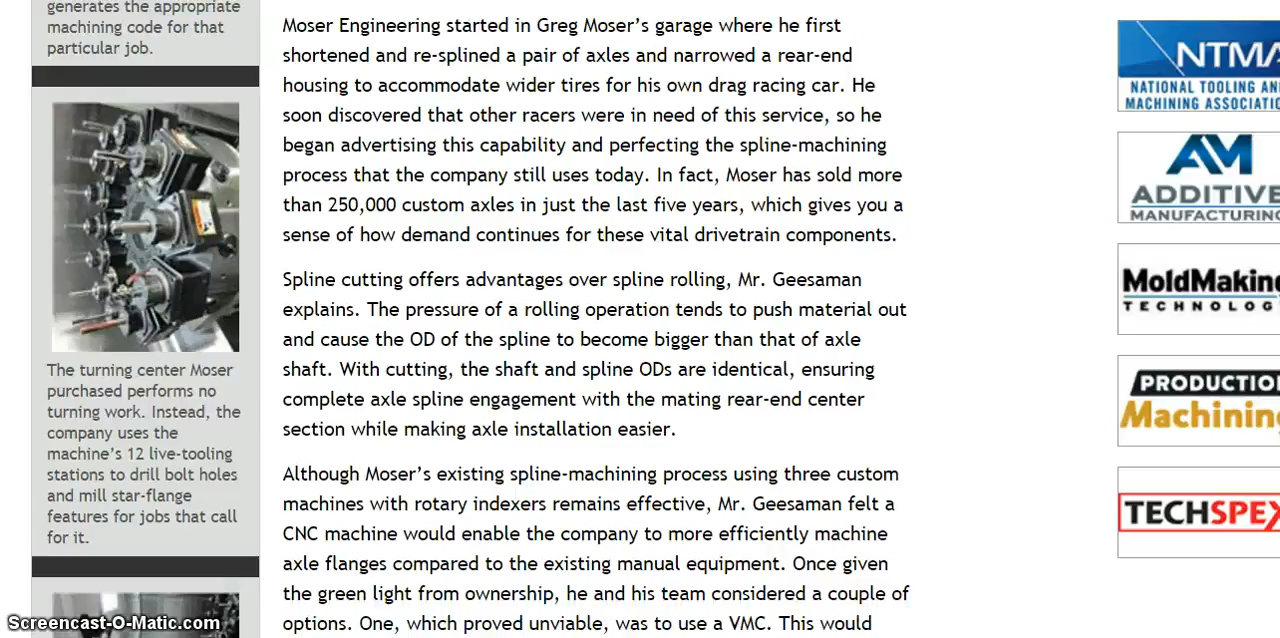 generates the appropriate
machining code for that
particular job.
The turning center Moser
purchased performs no
turning work. Instead, the
company uses the
machine's 12 live-tooling
stations to drill bolt holes
and mill star-flange
features for jobs that call
for it.
Moser Engineering started in Greg Moser's garage where he first
shortened and re-splined a pair of axles and narrowed a rear-end
housing to accommodate wider tires for his own drag racing car. He
soon discovered that other racers were in need of this service, so he
began advertising this capability and perfecting the spline-machining
process that the company still uses today. In fact, Moser has sold more
than 250,000 custom axles in just the last five years, which gives you a
sense of how demand continues for these vital drivetrain components.
Spline cutting offers advantages over spline rolling, Mr. Geesaman
explains. The pressure of a rolling operation tends to push material out
and cause the OD of the spline to become bigger than that of axle
shaft. With cutting, the shaft and spline ODs are identical, ensuring
complete axle spline engagement with the mating rear-end center
section while making axle installation easier.
Although Moser's existing spline-machining process using three custom
machines with rotary indexers remains effective, Mr. Geesaman felt a
CNC machine would enable the company to more efficiently machine
axle flanges compared to the existing manual equipment. Once given
the green light from ownership, he and his team considered a couple of
options. One, which proved unviable, was to use a VMC. This would
NTMA
NATIONAL TOOLING AN
MACHINING ASSOCIATI
AM
ADDITIVE
MANUFACTURING
MoldMaking
TECHNOLOG
PRODUCTIO
Machining
TECHSPEX
Screencast-O-Matic.com